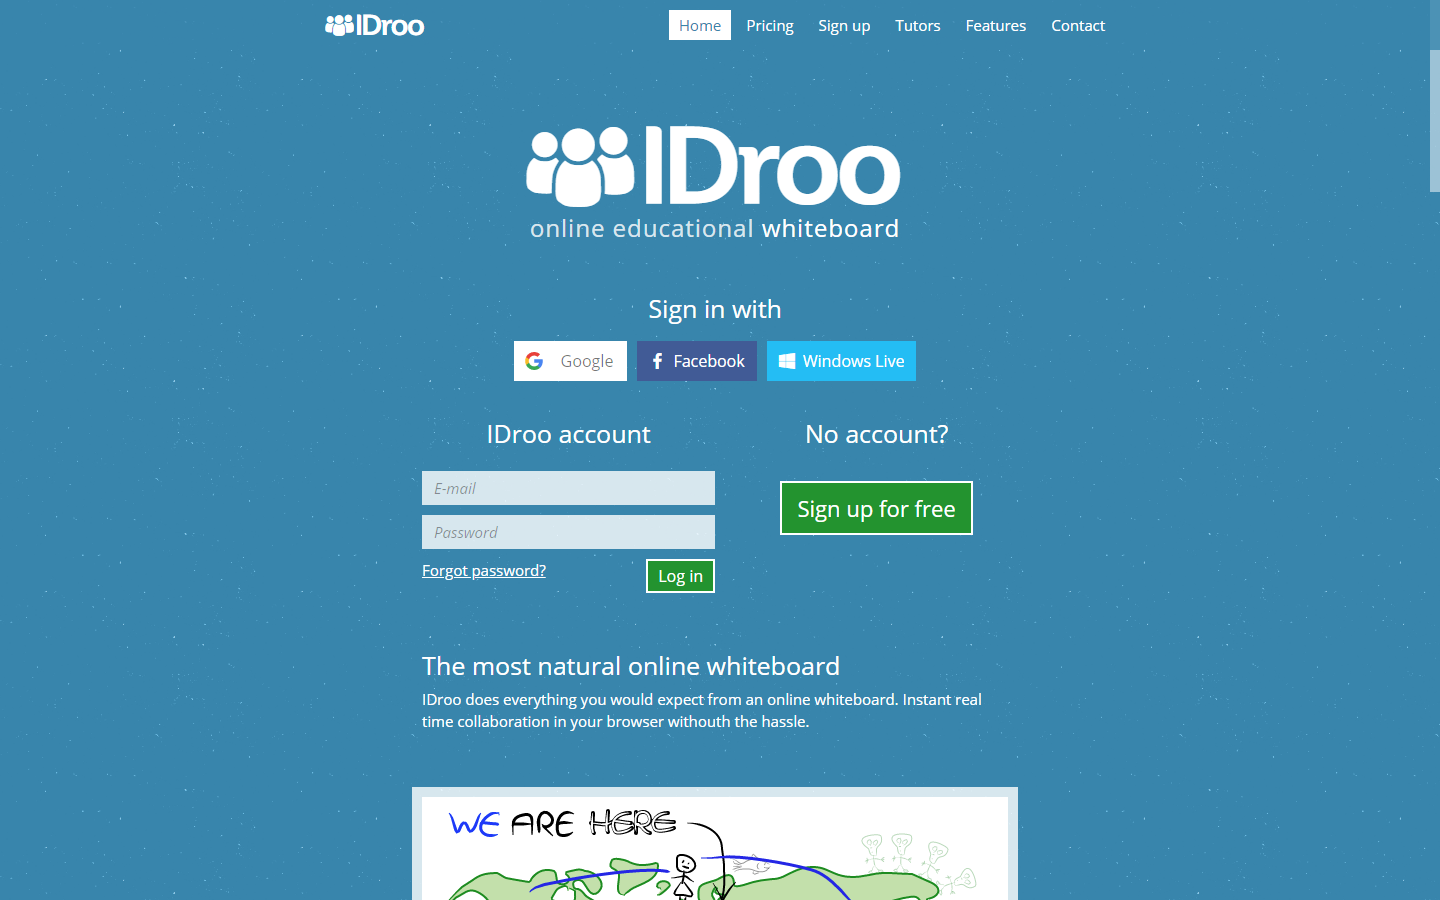 IDroo
Home Pricing Sign up Tutors Features Contact
IDroo
online educational whiteboard
Sign in with
Google Facebook Windows Live
IDroo account
No account?
E-mail
Password
Sign up for free
Forgot password?
Log in
The most natural online whiteboard
IDroo does everything you would expect from an online whiteboard. Instant real
time collaboration in your browser withouth the hassle.
WE ARE HERE